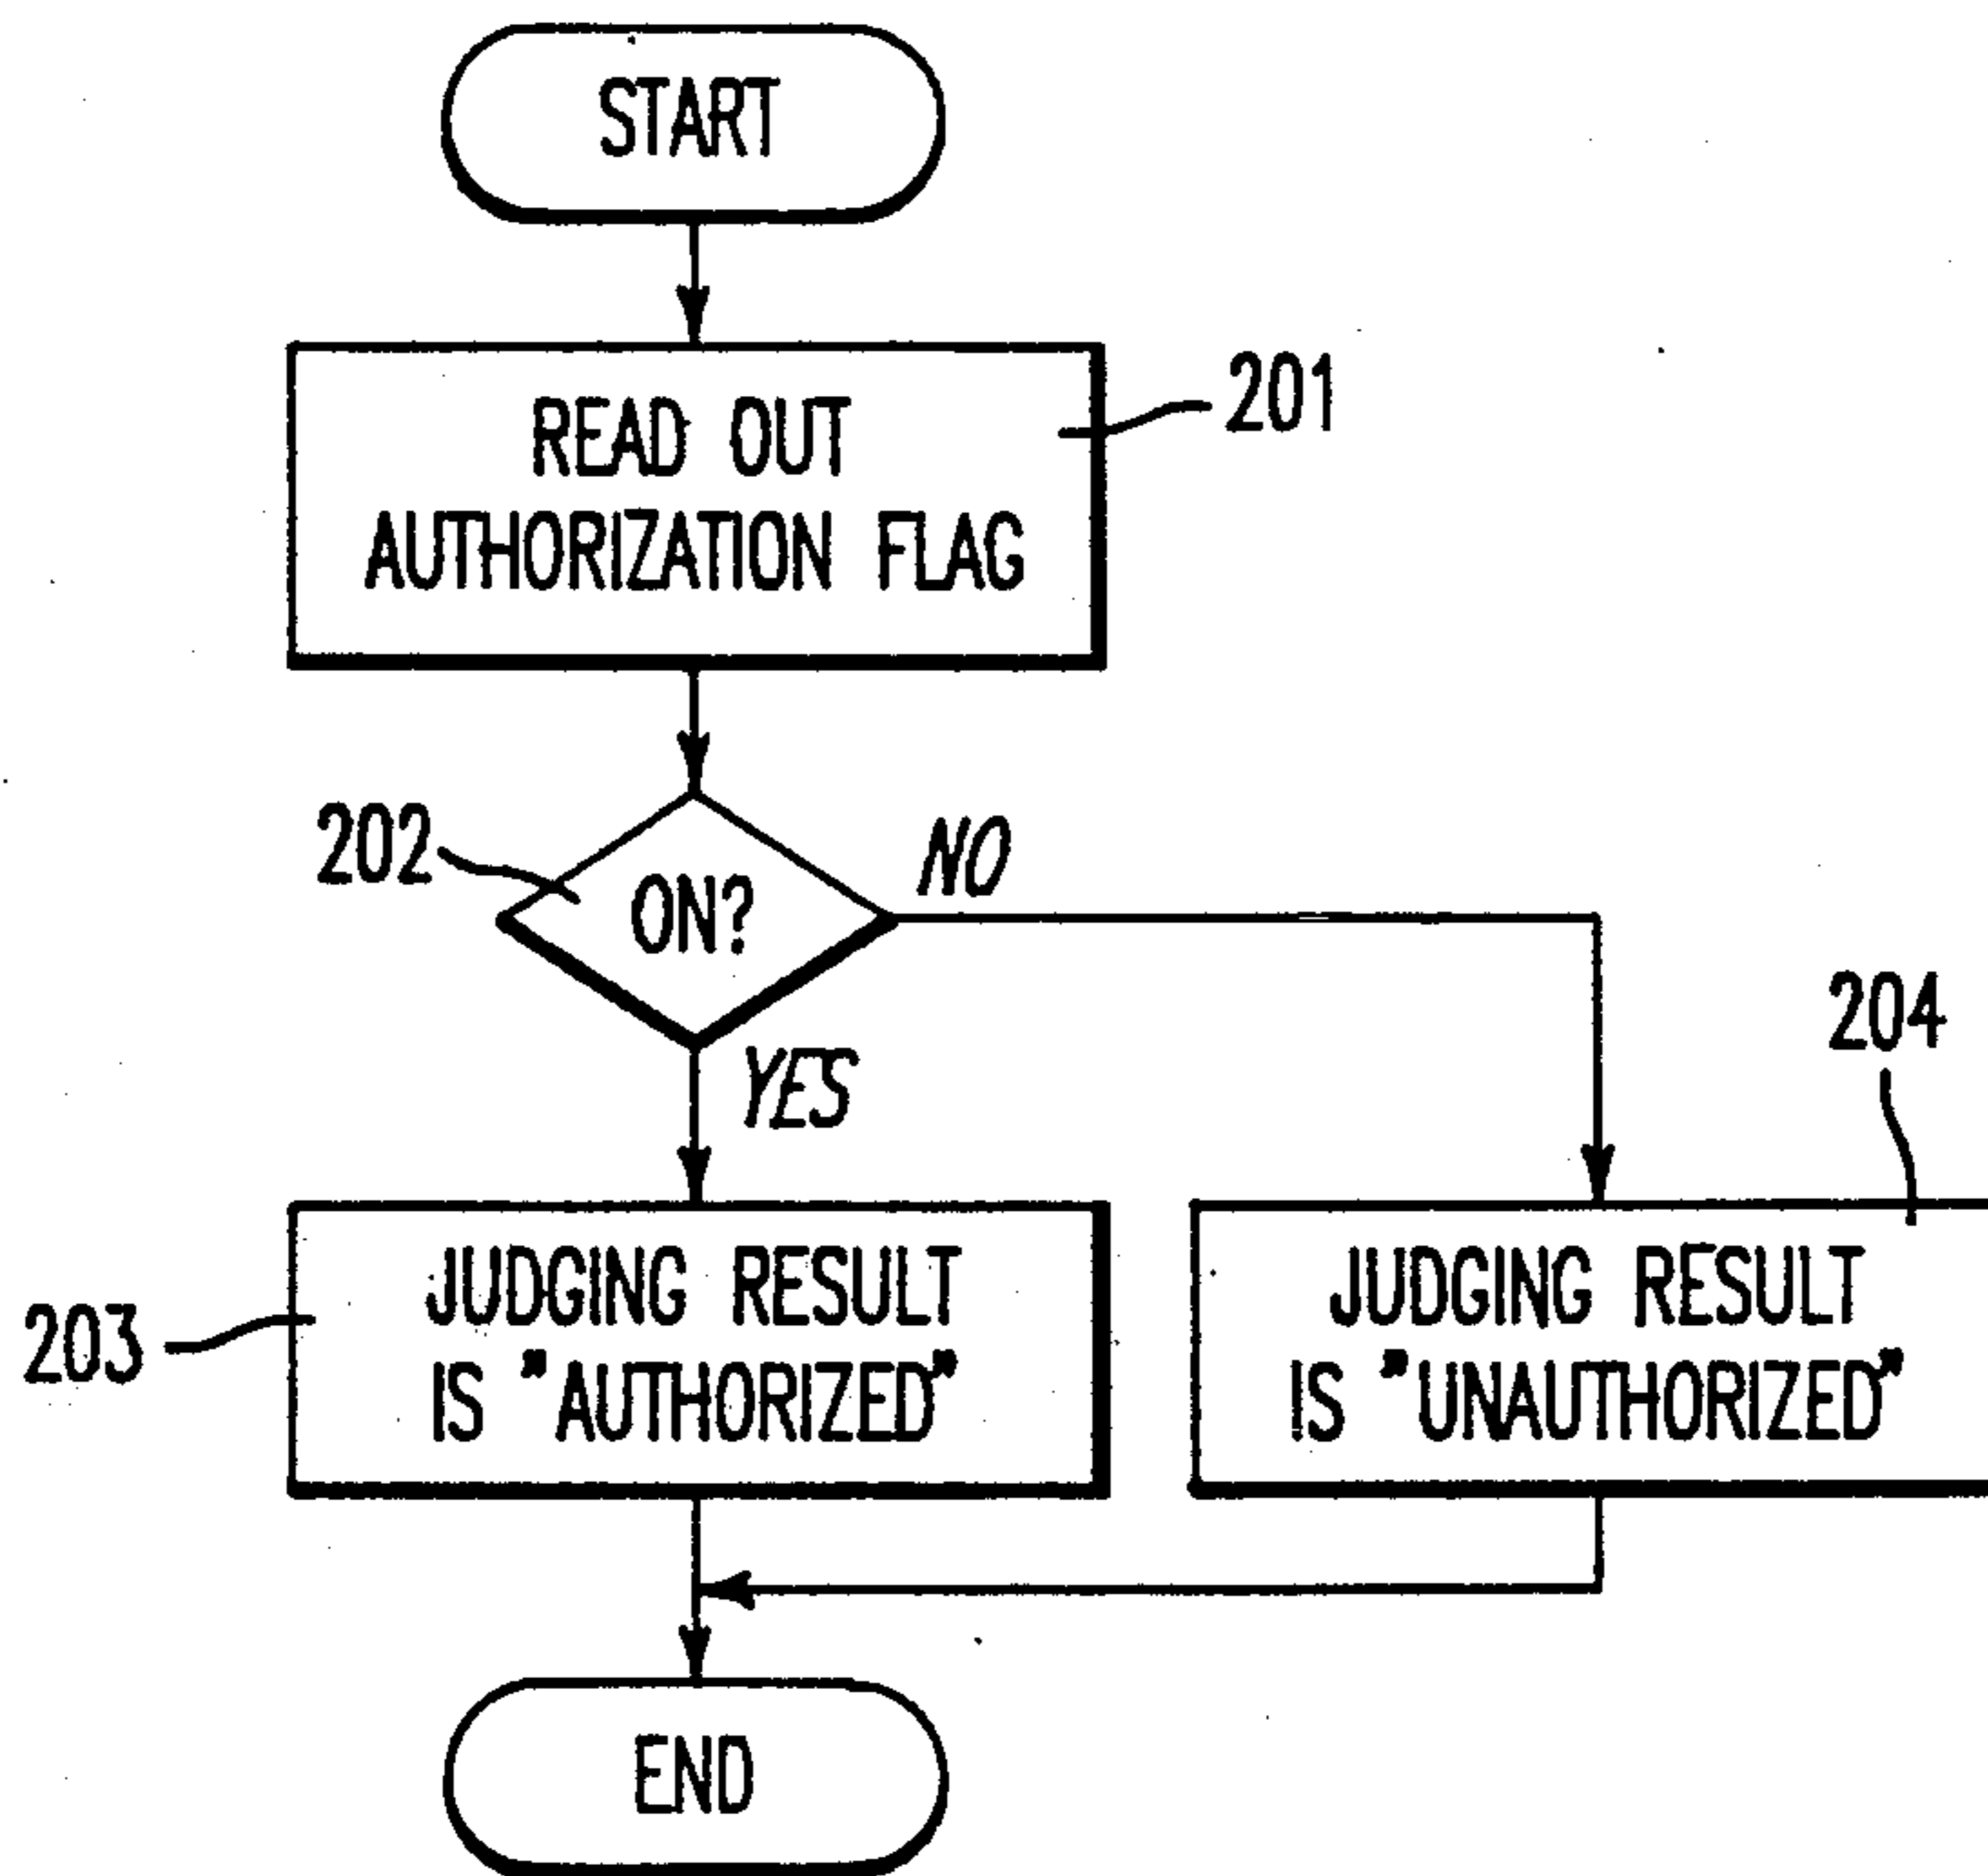 START
READ OUT
AUTHORIZATION FLAG
201
202
ON?
NO
YES
204
JUDGING RESULT
IS "AUTHORIZED"
203
JUDGING RESULT
IS "UNAUTHORIZED"
END